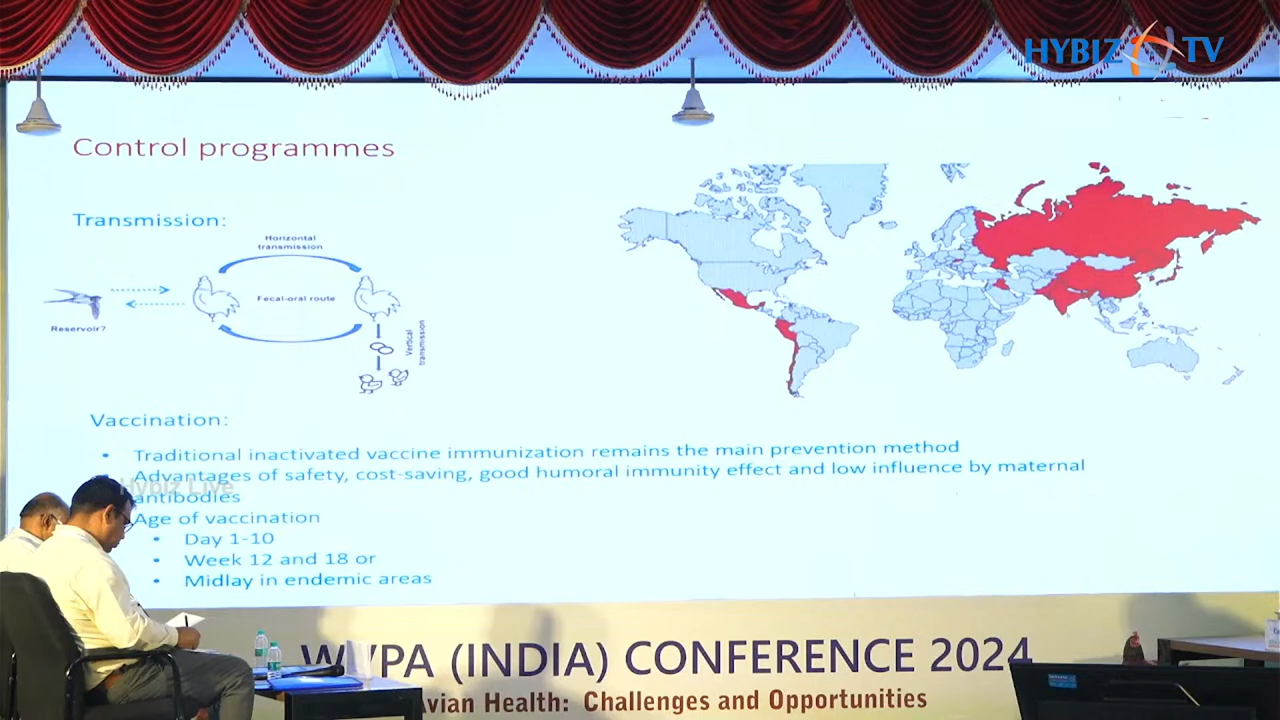 HYBIZ TV
Control programmes
Transmission:
Horizontal
transmission
Fecal-oral route
Reservoir?
Vertical
transmission
Vaccination:
• Traditional inactivated vaccine immunization remains the main prevention method
Advantages of safety, cost-saving, good humoral immunity effect and low influence by maternal
antibodies
Hybiz Live
Age of vaccination
• Day 1-10
• Week 12 and 18 or
• Midlay in endemic areas
WVPA (INDIA) CONFERENCE 2024
Avian Health: Challenges and Opportunities